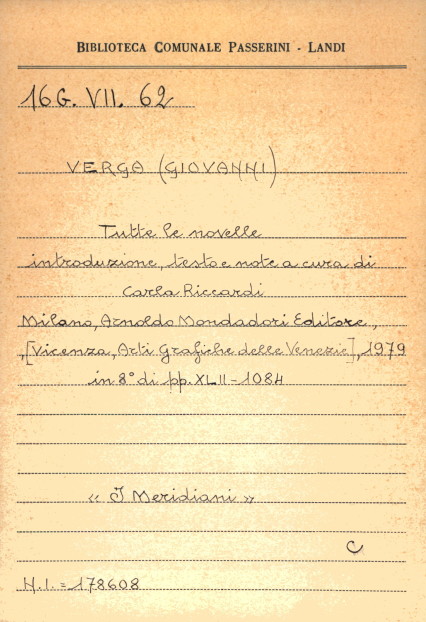 BIBLIOTECA COMUNALE PASSERINI - LANDI
16 G. VII. 62
VERGA (GIOVANNI)
Tutte le novelle
introduzione, testo e note a cura di
Carla Riccardi
Milano, Arnoldo Mondadori Editore,
,[Vicenza, Arti Grafiche delle Venezie], 1979
in 8° di pp. XLII-1084
« I Meridiani »
C
N.I. = 178608